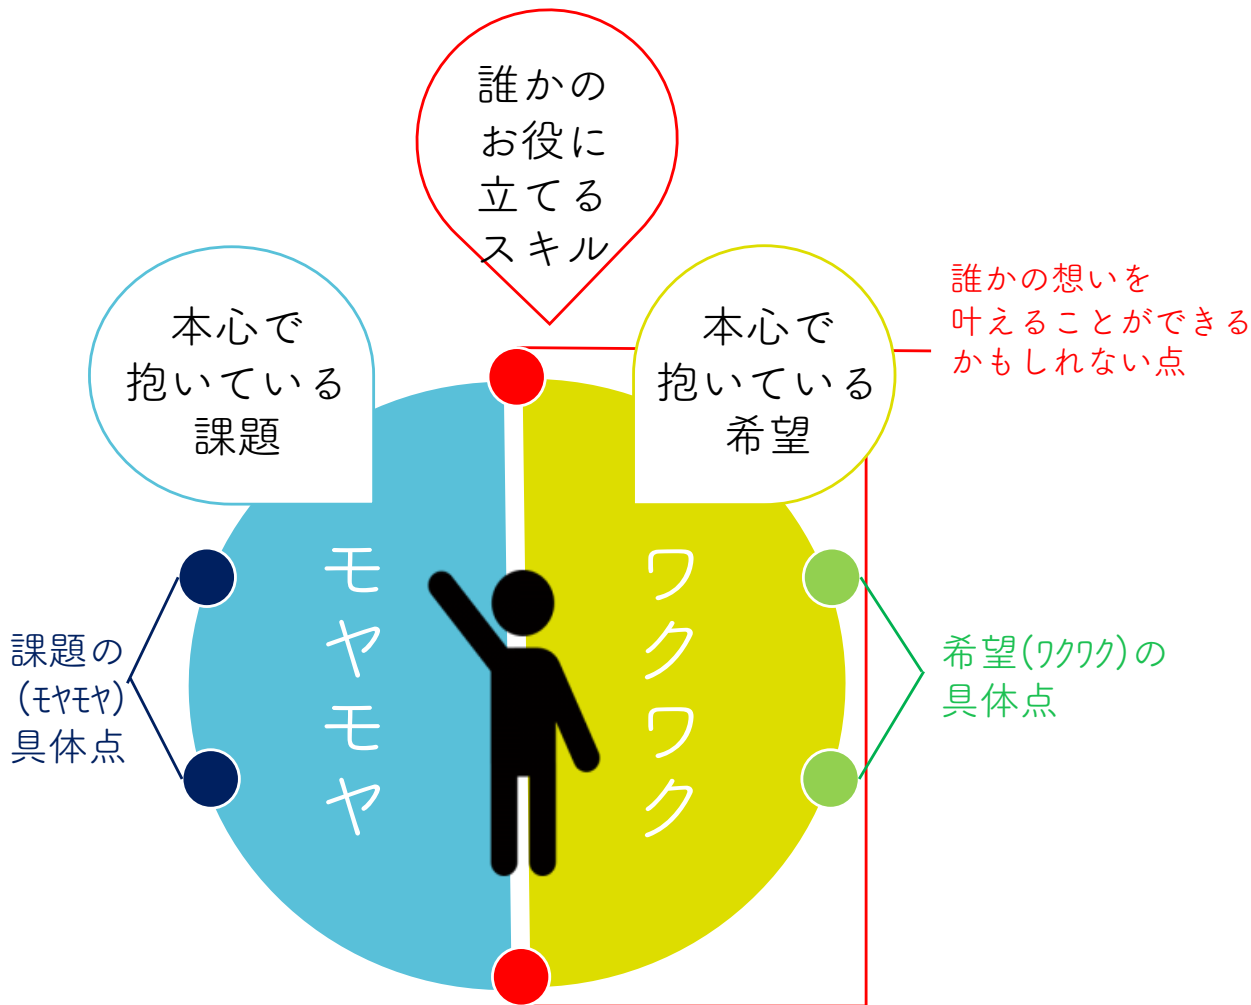 誰かの
お役に
立てる
スキル
本心で
抱いている
課題
本心で
抱いている
希望
誰かの想いを
叶えることができる
かもしれない点
モヤモヤ
ワクワク
課題の
(ﾓﾔﾓﾔ)
具体点
希望(ﾜｸﾜｸ)の
具体点